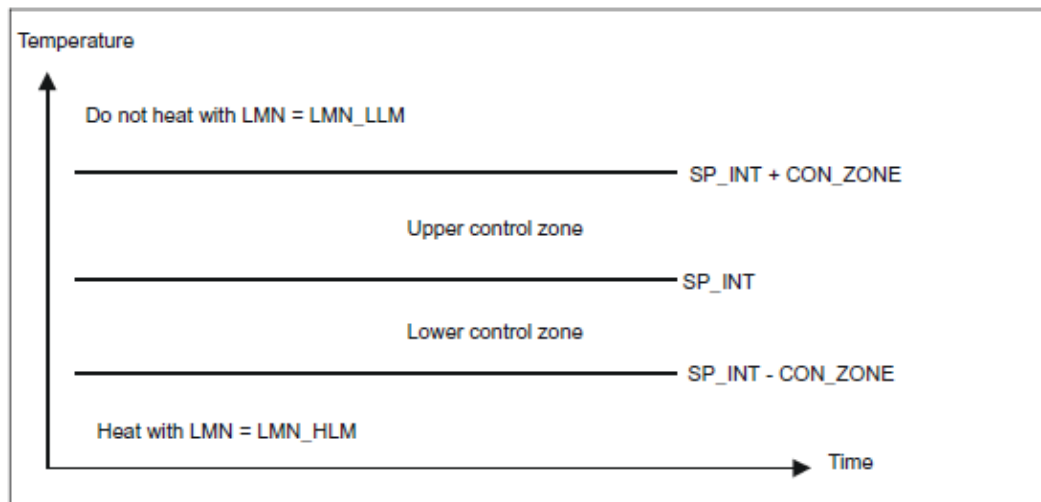 Temperature
Do not heat with LMN = LMN_LLM
SP_INT + CON_ZONE
Upper control zone
SP_INT
Lower control zone
SP_INT - CON_ZONE
Heat with LMN = LMN_HLM
Time